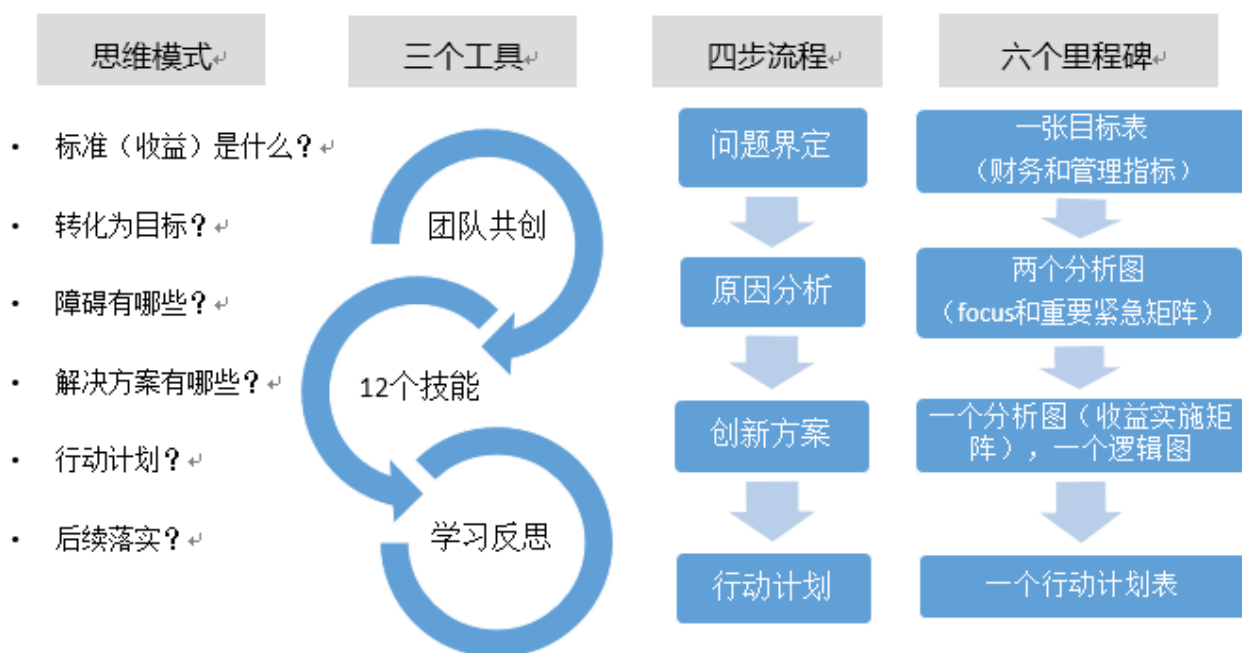 思维模式
三个工具
四步流程
六个里程碑
• 标准（收益）是什么？
• 转化为目标？
• 障碍有哪些？
• 解决方案有哪些？
• 行动计划？
• 后续落实？
团队共创
12个技能
学习反思
问题界定
原因分析
创新方案
行动计划
一张目标表
（财务和管理指标）
两个分析图
（focus和重要紧急矩阵）
一个分析图（收益实施矩
阵），一个逻辑图
一个行动计划表